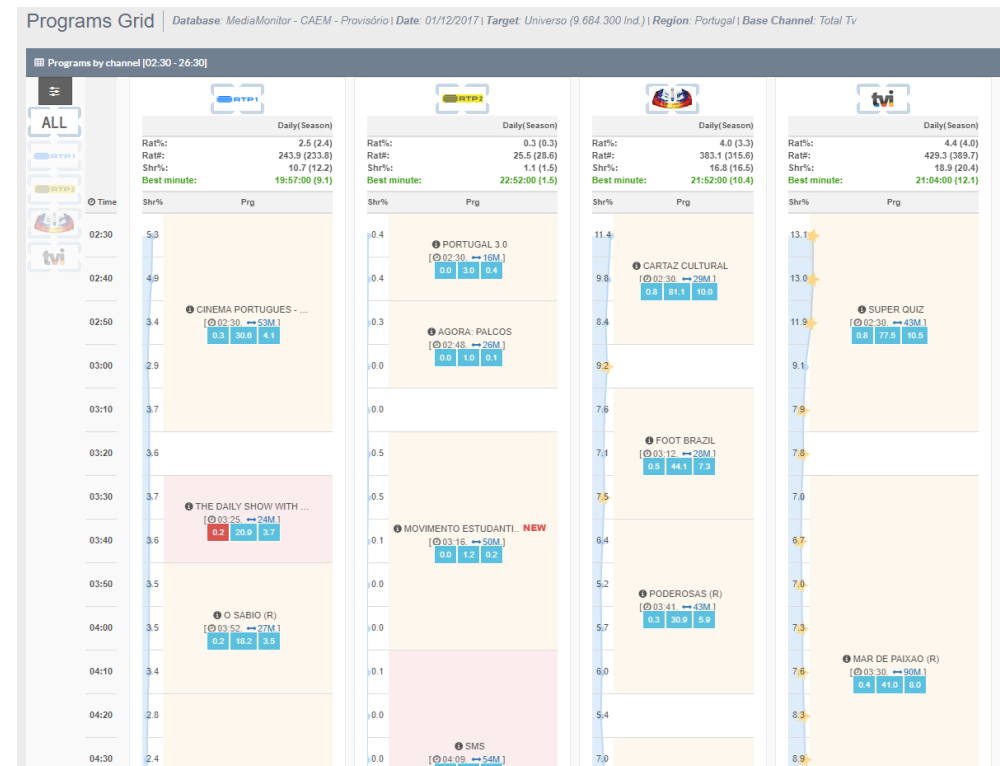 Programs Grid | Database: MediaMonitor - CAEM - Provisório | Date: 01/12/2017 | Target: Universo (9.684.300 Ind.) | Region: Portugal | Base Channel: Total Tv
Programs by channel [02:30 - 26:30]
ALL
RTP1
RTP2
tvi
Time
02:30
02:40
02:50
03:00
03:10
03:20
03:30
03:40
03:50
04:00
04:10
04:20
04:30
RTP1
Daily(Season)
Rat%: 2.5 (2.4)
Rat#: 243.9 (233.8)
Shr%: 10.7 (12.2)
Best minute: 19:57:00 (9.1)
Shr% Prg
5.3
4.9
CINEMA PORTUGUES - ...
[02:30, 53M.]
3.4
0.3 30.6 4.1
2.9
3.7
3.6
3.7
THE DAILY SHOW WITH ...
[03:25, 24M.]
0.2 20.9 3.7
3.6
3.5
O SABIO (R)
[03:52, 27M.]
3.5
0.2 18.2 3.5
3.4
2.8
2.4
RTP2
Daily(Season)
Rat%: 0.3 (0.3)
Rat#: 25.5 (28.6)
Shr%: 1.1 (1.5)
Best minute: 22:52:00 (1.5)
Shr% Prg
0.4
PORTUGAL 3.0
[02:30, 16M.]
0.0 3.0 0.4
0.4
0.3
AGORA: PALCOS
[02:48, 26M.]
0.0 1.0 0.1
0.0
0.0
0.5
0.5
MOVIMENTO ESTUDANTI.. NEW
[03:16, 50M.]
0.1
0.0 1.2 0.2
0.0
0.0
0.1
0.0
SMS
[04:09, 54M.]
0.0
Daily(Season)
Rat%: 4.0 (3.3)
Rat#: 383.1 (315.6)
Shr%: 16.8 (16.5)
Best minute: 21:52:00 (10.4)
Shr% Prg
11.4
CARTAZ CULTURAL
[02:30, 29M.]
9.8
0.8 81.1 10.0
8.4
9.2
7.6
FOOT BRAZIL
[03:12, 28M.]
7.1
0.5 44.1 7.3
7.5
6.4
5.2
PODEROSAS (R)
[03:41, 43M.]
0.3 30.9 5.9
5.7
6.0
5.4
7.0
tvi
Daily(Season)
Rat%: 4.4 (4.0)
Rat#: 429.3 (389.7)
Shr%: 18.9 (20.4)
Best minute: 21:04:00 (12.1)
Shr% Prg
13.1
13.0
SUPER QUIZ
[02:30, 43M.]
11.9
0.8 77.5 10.5
9.1
7.9
7.8
7.0
6.7
7.0
7.3
MAR DE PAIXAO (R)
[03:30, 90M.]
7.6
0.4 41.0 8.0
8.3
8.9